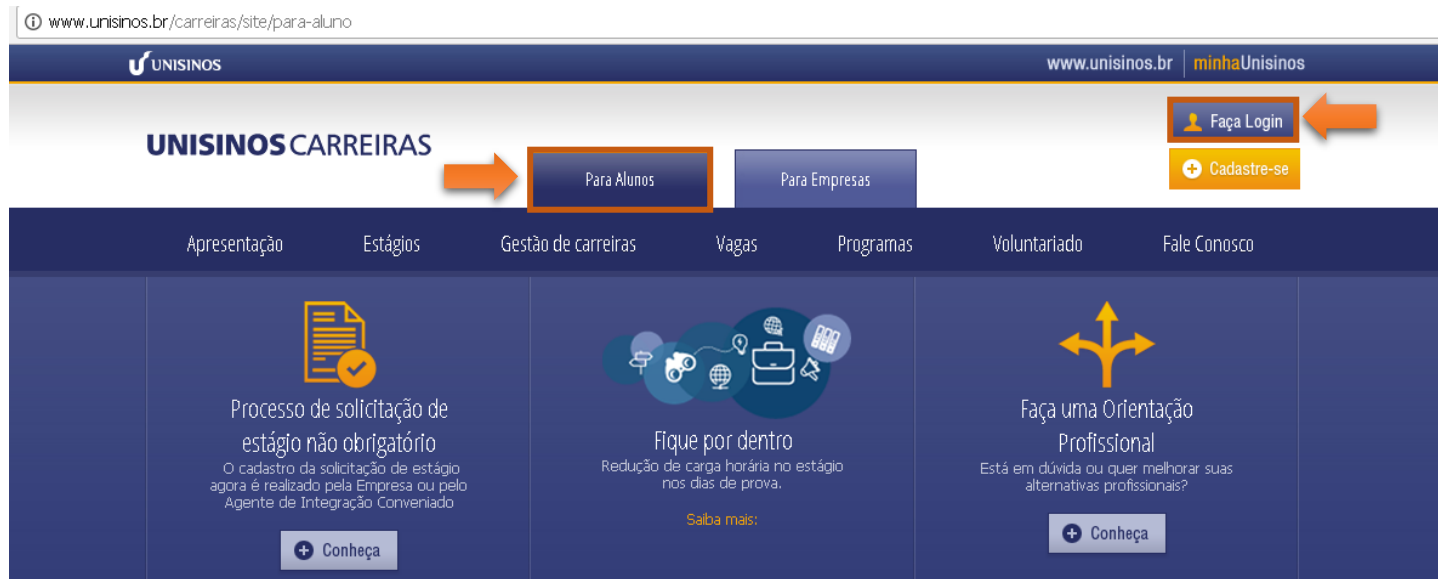 www.unisinos.br/carreiras/site/para-aluno
UNISINOS
www.unisinos.br
minhaUnisinos
UNISINOS CARREIRAS
Faça Login
Cadastre-se
Para Alunos
Para Empresas
Apresentação
Estágios
Gestão de carreiras
Vagas
Programas
Voluntariado
Fale Conosco
Processo de solicitação de
estágio não obrigatório
O cadastro da solicitação de estágio
agora é realizado pela Empresa ou pelo
Agente de Integração Conveniado
Conheça
Fique por dentro
Redução de carga horária no estágio
nos dias de prova.
Saiba mais:
Faça uma Orientação
Profissional
Está em dúvida ou quer melhorar suas
alternativas profissionais?
Conheça